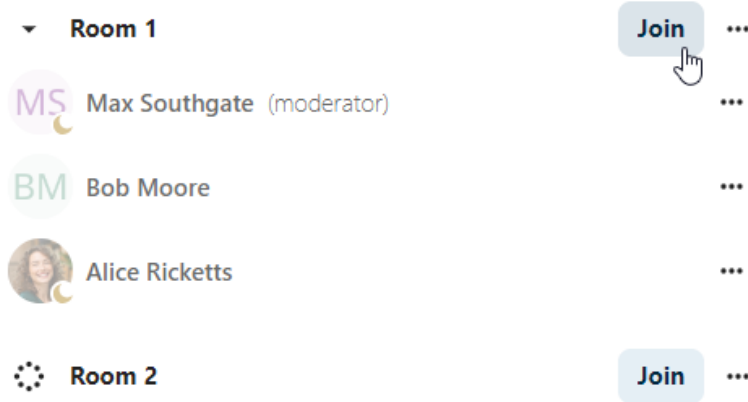 Room 1 Join
MS Max Southgate (moderator)
BM Bob Moore
Alice Ricketts
Room 2 Join